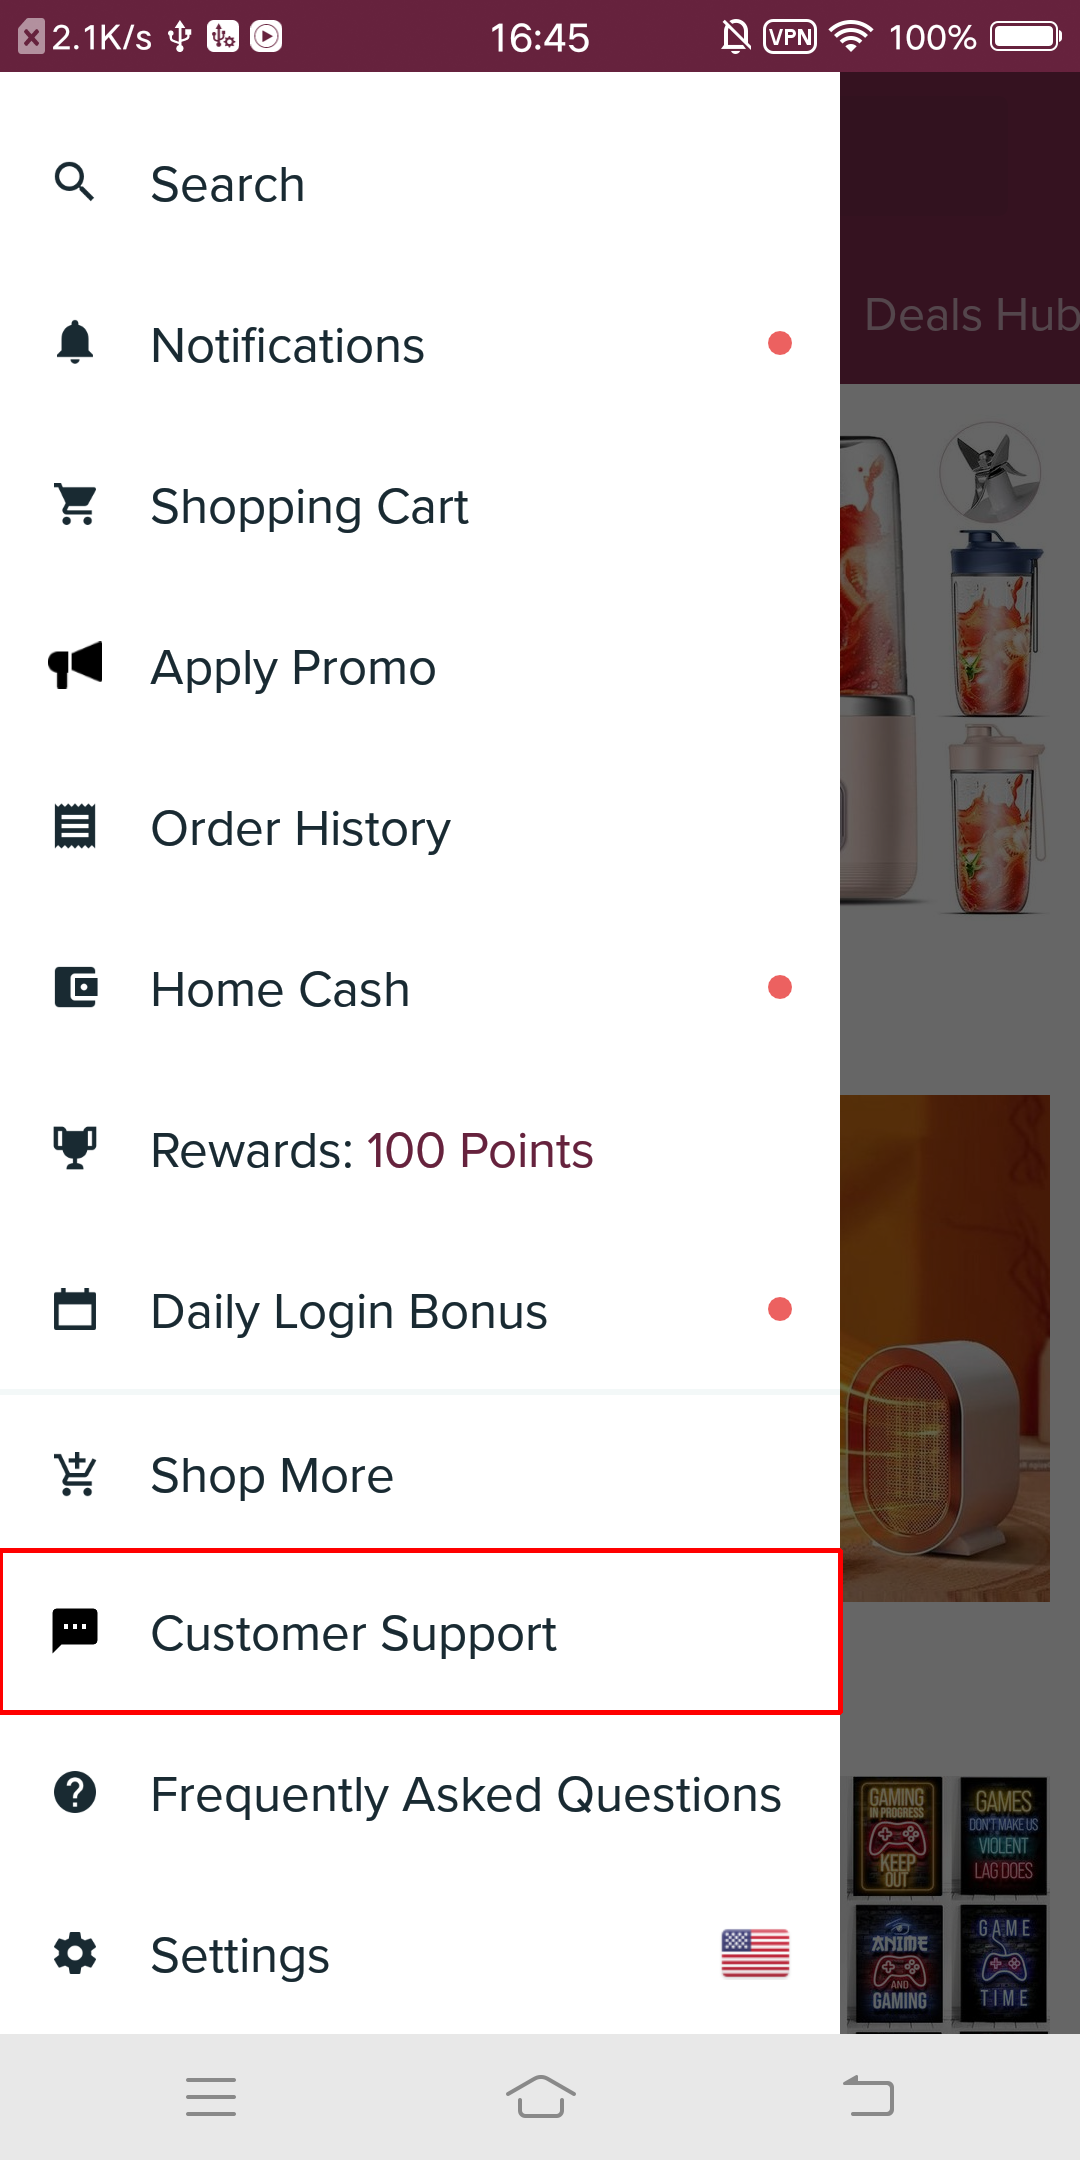 2.1K/s 16:45 VPN 100%
Search
Deals Hub
Notifications
Shopping Cart
Apply Promo
Order History
Home Cash
Rewards: 100 Points
Daily Login Bonus
Shop More
Customer Support
Frequently Asked Questions
GAMING
IN PROGRESS
KEEP
OUT
GAMES
DON'T MAKE US
VIOLENT
LAG DOES
Settings
ANIME
AND
GAMING
GAME
TIME